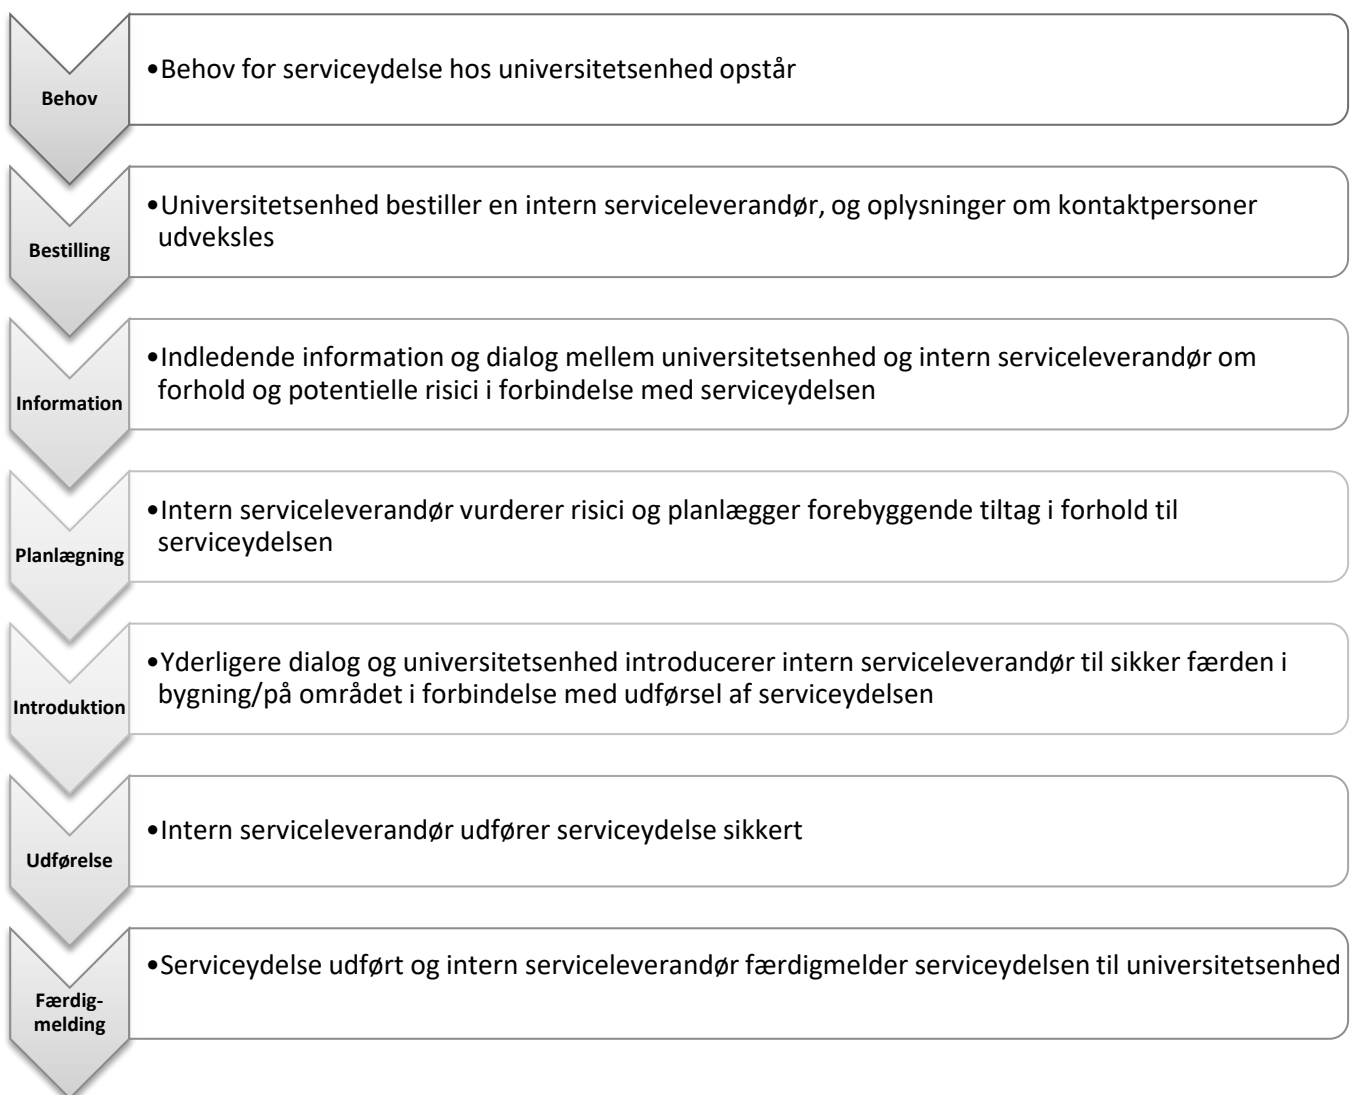 Behov
•Behov for serviceydelse hos universitetsenhed opstår
Bestilling
•Universitetsenhed bestiller en intern serviceleverandør, og oplysninger om kontaktpersoner
udveksles
Information
•Indledende information og dialog mellem universitetsenhed og intern serviceleverandør om
forhold og potentielle risici i forbindelse med serviceydelsen
Planlægning
•Intern serviceleverandør vurderer risici og planlægger forebyggende tiltag i forhold til
serviceydelsen
Introduktion
•Yderligere dialog og universitetsenhed introducerer intern serviceleverandør til sikker færden i
bygning/på området i forbindelse med udførsel af serviceydelsen
Udførelse
•Intern serviceleverandør udfører serviceydelse sikkert
Færdig-
melding
•Serviceydelse udført og intern serviceleverandør færdigmelder serviceydelsen til universitetsenhed